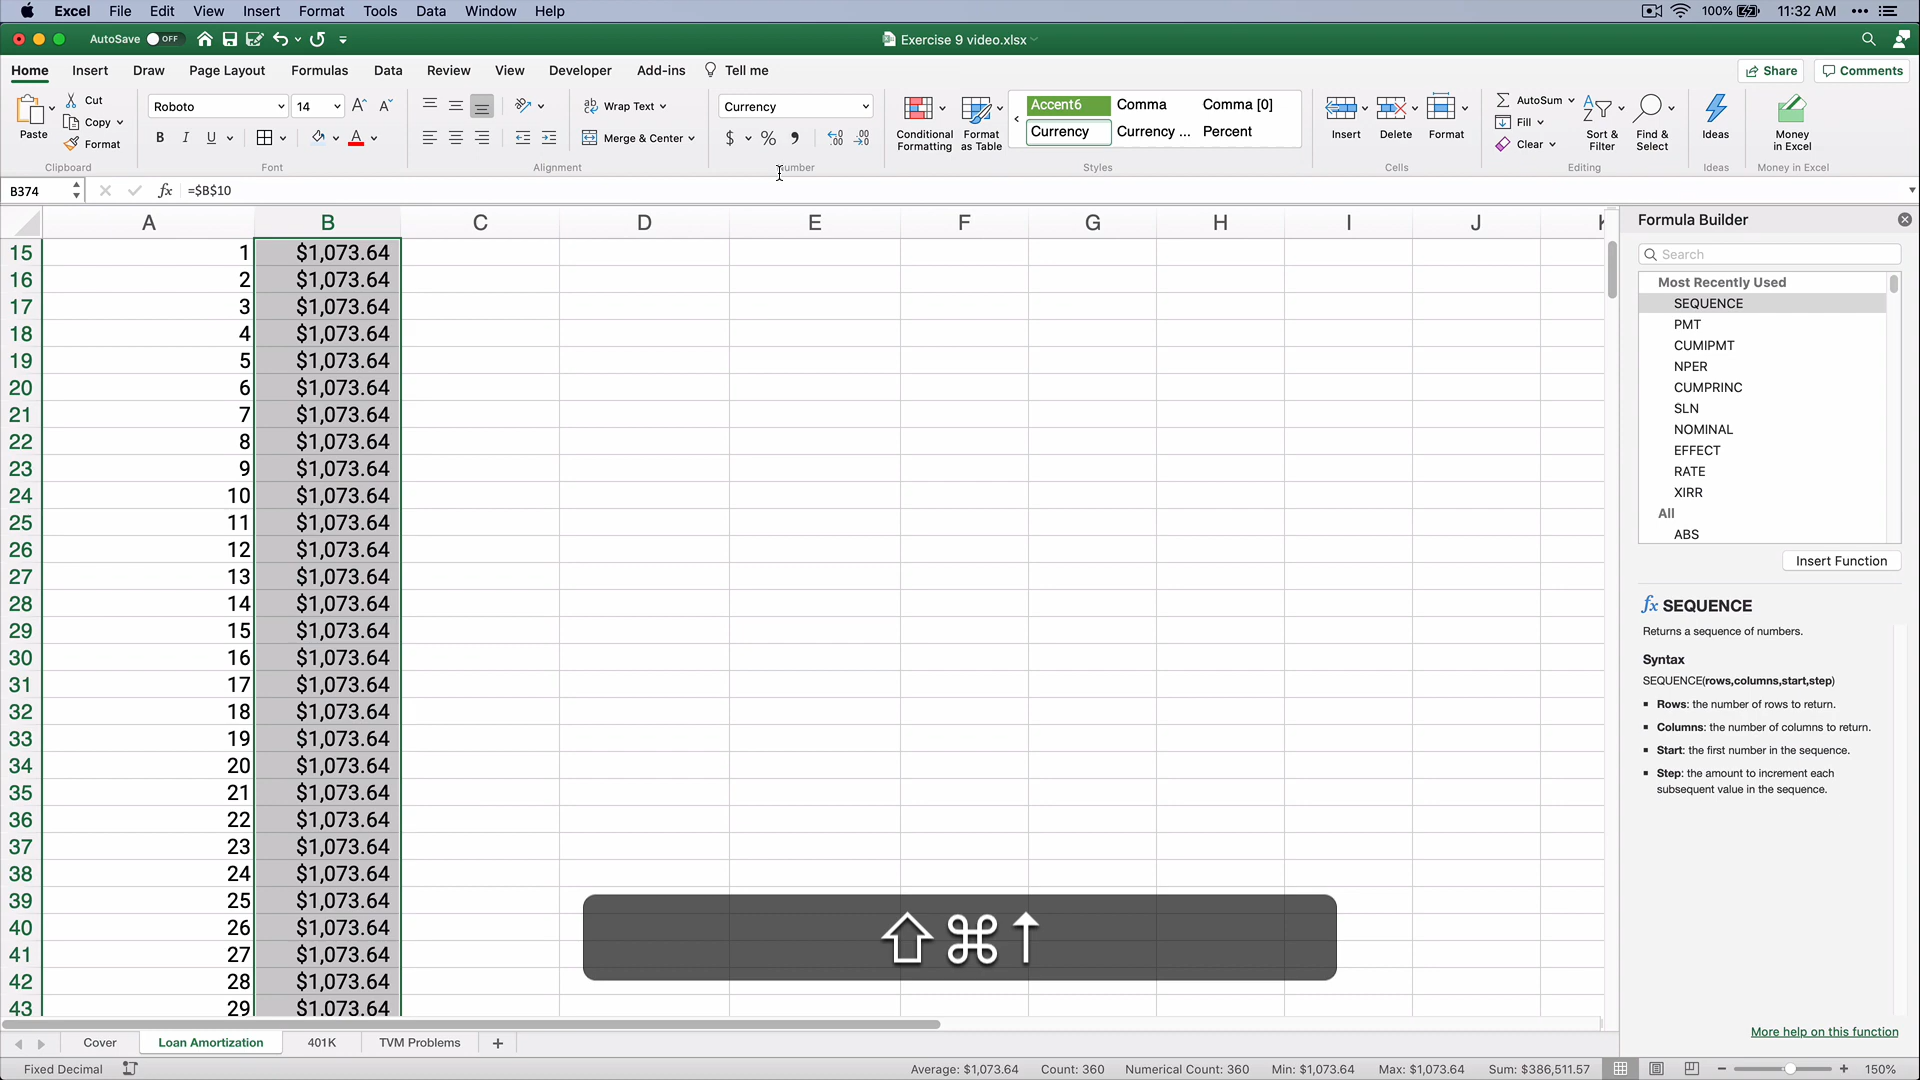 Excel File Edit View Insert Format Tools Data Window Help 100% 11:32 AM
AutoSave OFF Exercise 9 video.xlsx
Home Insert Draw Page Layout Formulas Data Review View Developer Add-ins Tell me Share Comments
Paste Cut Copy Format Clipboard
Roboto 14 A A B I U A Font
ab Wrap Text Merge & Center Alignment
Currency $ % Number
Conditional Formatting Format as Table
Accent6 Comma Comma [0]
Currency Currency ... Percent
Styles
Insert Delete Format Cells
AutoSum Fill Clear Sort & Filter Find & Select Editing
Ideas Ideas
Money in Excel Money in Excel
B374 fx =$B$10
A B C D E F G H I J K
15 1 $1,073.64
16 2 $1,073.64
17 3 $1,073.64
18 4 $1,073.64
19 5 $1,073.64
20 6 $1,073.64
21 7 $1,073.64
22 8 $1,073.64
23 9 $1,073.64
24 10 $1,073.64
25 11 $1,073.64
26 12 $1,073.64
27 13 $1,073.64
28 14 $1,073.64
29 15 $1,073.64
30 16 $1,073.64
31 17 $1,073.64
32 18 $1,073.64
33 19 $1,073.64
34 20 $1,073.64
35 21 $1,073.64
36 22 $1,073.64
37 23 $1,073.64
38 24 $1,073.64
39 25 $1,073.64
40 26 $1,073.64
41 27 $1,073.64
42 28 $1,073.64
43 29 $1,073.64
⇧⌘↑
Formula Builder
Search
Most Recently Used
SEQUENCE
PMT
CUMIPMT
NPER
CUMPRINC
SLN
NOMINAL
EFFECT
RATE
XIRR
All
ABS
Insert Function
fx SEQUENCE
Returns a sequence of numbers.
Syntax
SEQUENCE(rows,columns,start,step)
Rows: the number of rows to return.
Columns: the number of columns to return.
Start: the first number in the sequence.
Step: the amount to increment each
subsequent value in the sequence.
More help on this function
Cover Loan Amortization 401K TVM Problems +
Fixed Decimal Average: $1,073.64 Count: 360 Numerical Count: 360 Min: $1,073.64 Max: $1,073.64 Sum: $386,511.57 150%